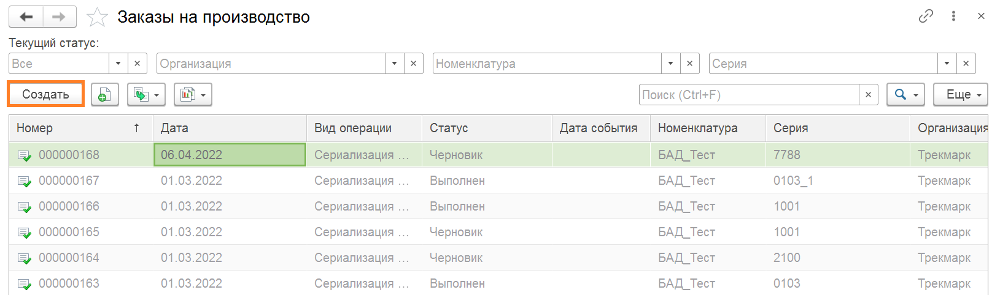 Заказы на производство
Текущий статус:
Все Организация Номенклатура Серия
Создать Поиск (Ctrl+F) Еще
Номер Дата Вид операции Статус Дата события Номенклатура Серия Организация
000000168 06.04.2022 Сериализация ... Черновик БАД_Тест 7788 Трекмарк
000000167 01.03.2022 Сериализация ... Выполнен БАД_Тест 0103_1 Трекмарк
000000166 01.03.2022 Сериализация ... Выполнен БАД_Тест 1001 Трекмарк
000000165 01.03.2022 Сериализация ... Черновик БАД_Тест 1001 Трекмарк
000000164 01.03.2022 Сериализация ... Черновик БАД_Тест 2100 Трекмарк
000000163 01.03.2022 Сериализация ... Выполнен БАД_Тест 0103 Трекмарк